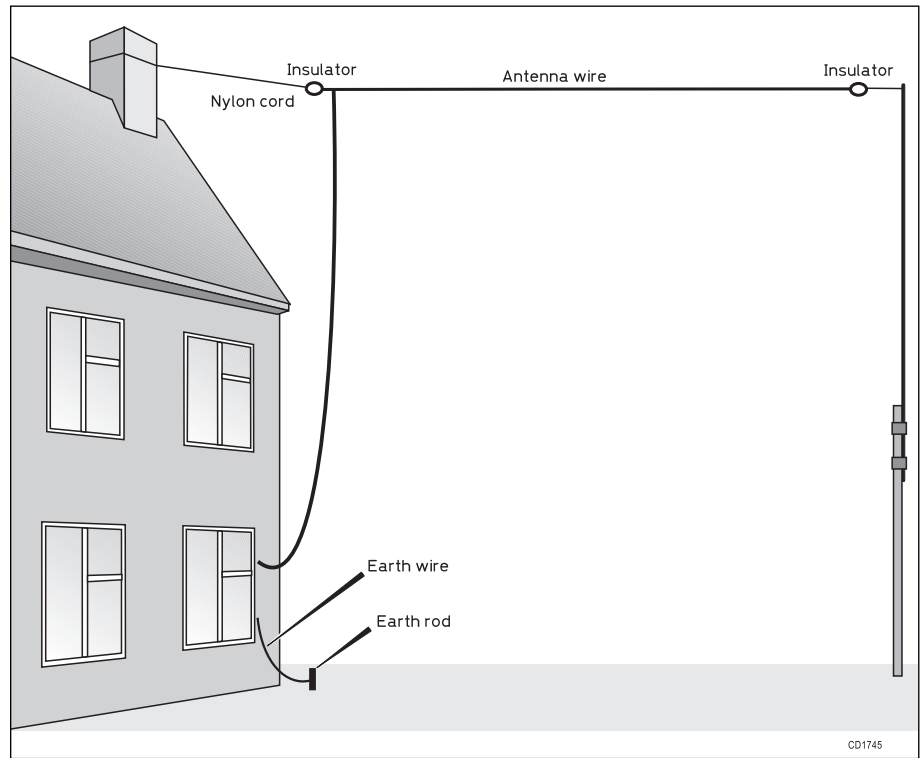 Insulator
Antenna wire
Insulator
Nylon cord
Earth wire
Earth rod
CD1745